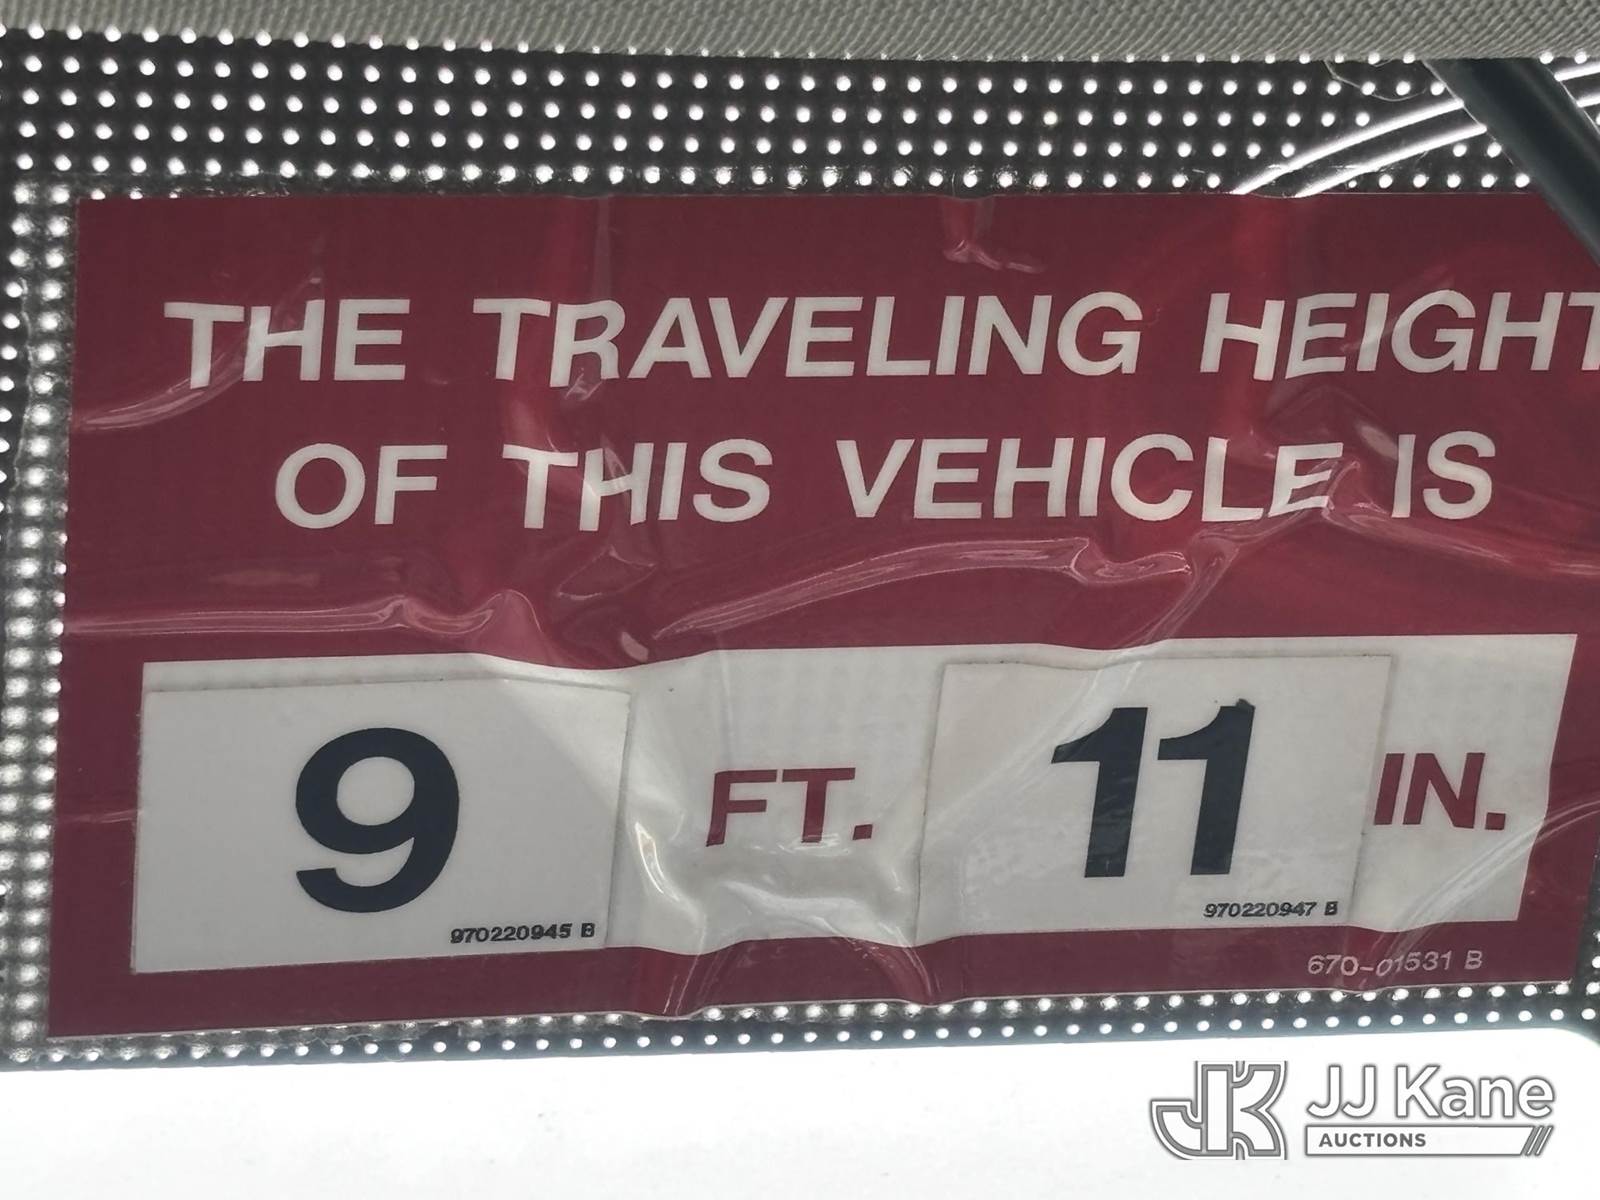 THE TRAVELING HEIGHT
OF THIS VEHICLE IS
9 FT. 11 IN.
970220945 B
970220947 B
670-01531 B
JJ Kane
AUCTIONS